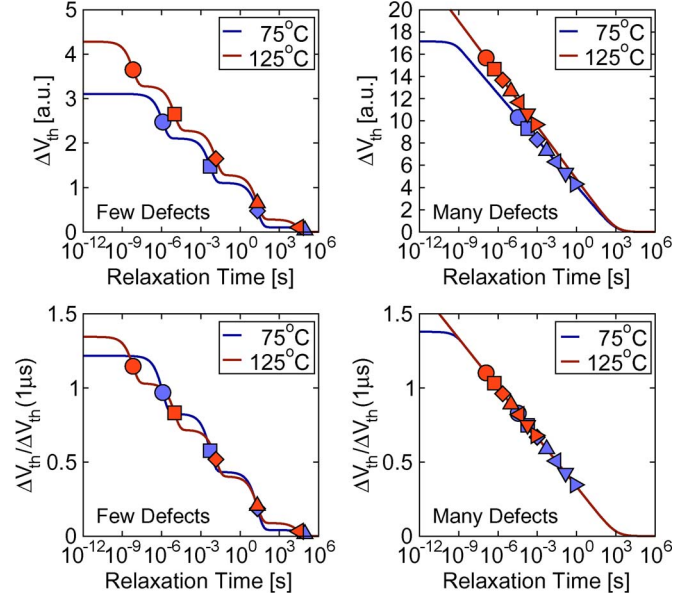 5
4
3
2
1
0
ΔV_th [a.u.]
75°C
125°C
Few Defects
10^-12 10^-9 10^-6 10^-3 10^0 10^3 10^6
Relaxation Time [s]
20
18
16
14
12
10
8
6
4
2
0
ΔV_th [a.u.]
75°C
125°C
Many Defects
10^-12 10^-9 10^-6 10^-3 10^0 10^3 10^6
Relaxation Time [s]
1.5
1
0.5
0
ΔV_th/ΔV_th(1μs)
75°C
125°C
Few Defects
10^-12 10^-9 10^-6 10^-3 10^0 10^3 10^6
Relaxation Time [s]
1.5
1
0.5
0
ΔV_th/ΔV_th(1μs)
75°C
125°C
Many Defects
10^-12 10^-9 10^-6 10^-3 10^0 10^3 10^6
Relaxation Time [s]